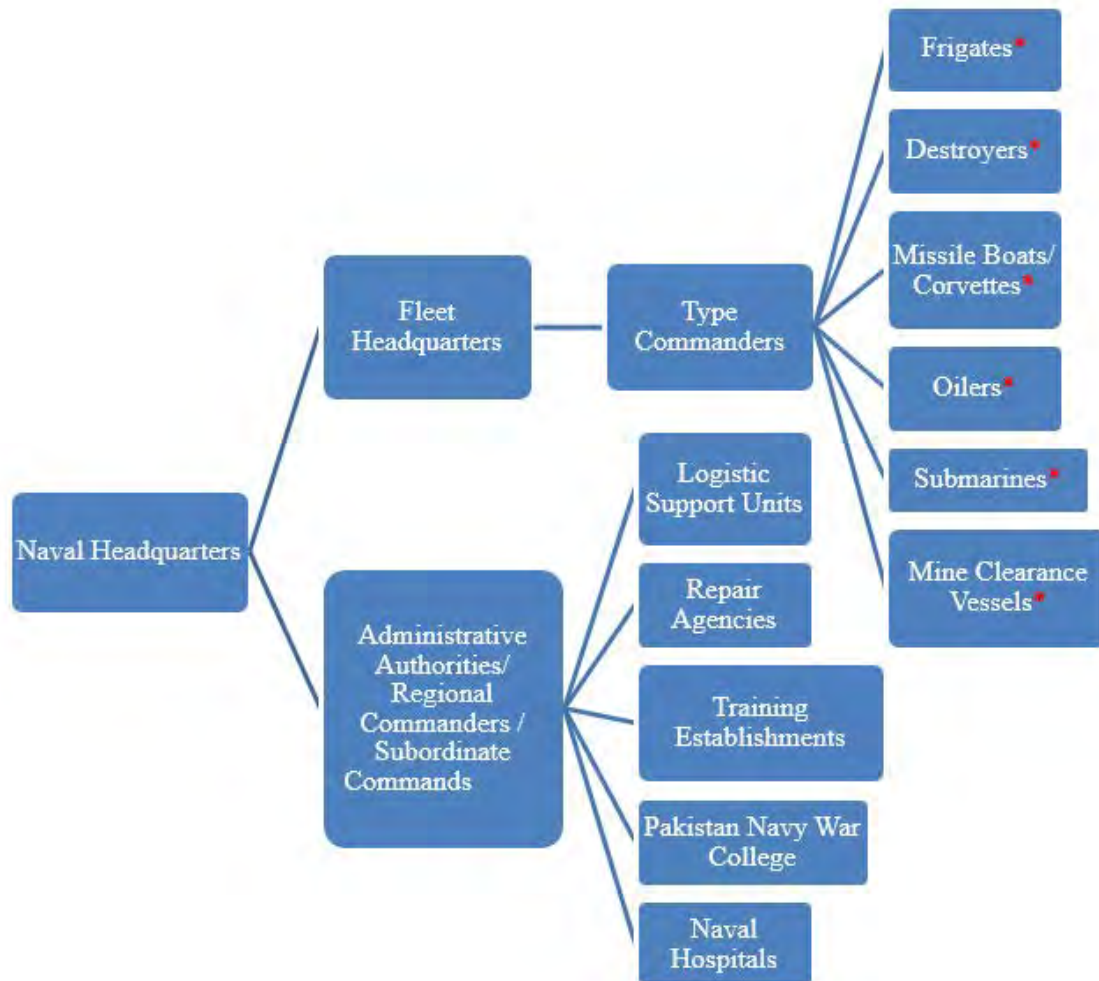 Naval Headquarters
Fleet
Headquarters
Type
Commanders
Frigates*
Destroyers*
Missile Boats/
Corvettes*
Oilers*
Submarines*
Mine Clearance
Vessels*
Administrative
Authorities/
Regional
Commanders /
Subordinate
Commands
Logistic
Support Units
Repair
Agencies
Training
Establishments
Pakistan Navy War
College
Naval
Hospitals